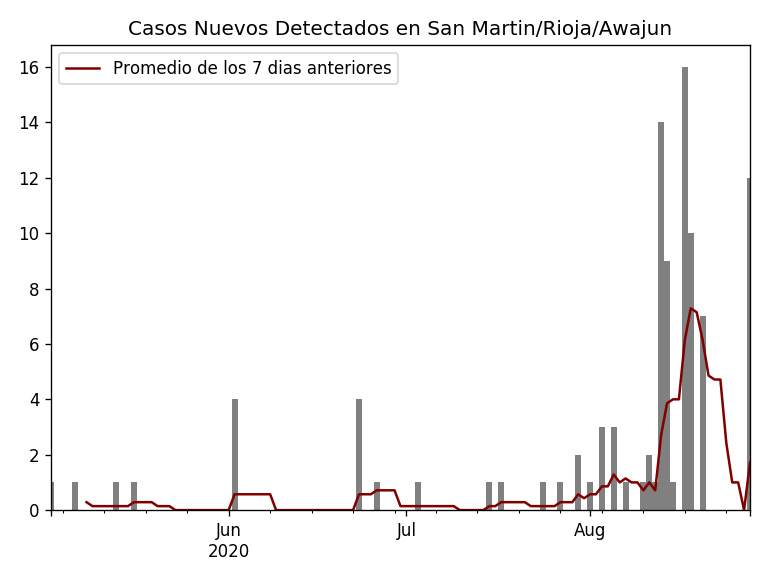 Casos Nuevos Detectados en San Martin/Rioja/Awajun
Promedio de los 7 dias anteriores
16
14
12
10
8
6
4
2
0
Jun
2020
Jul
Aug